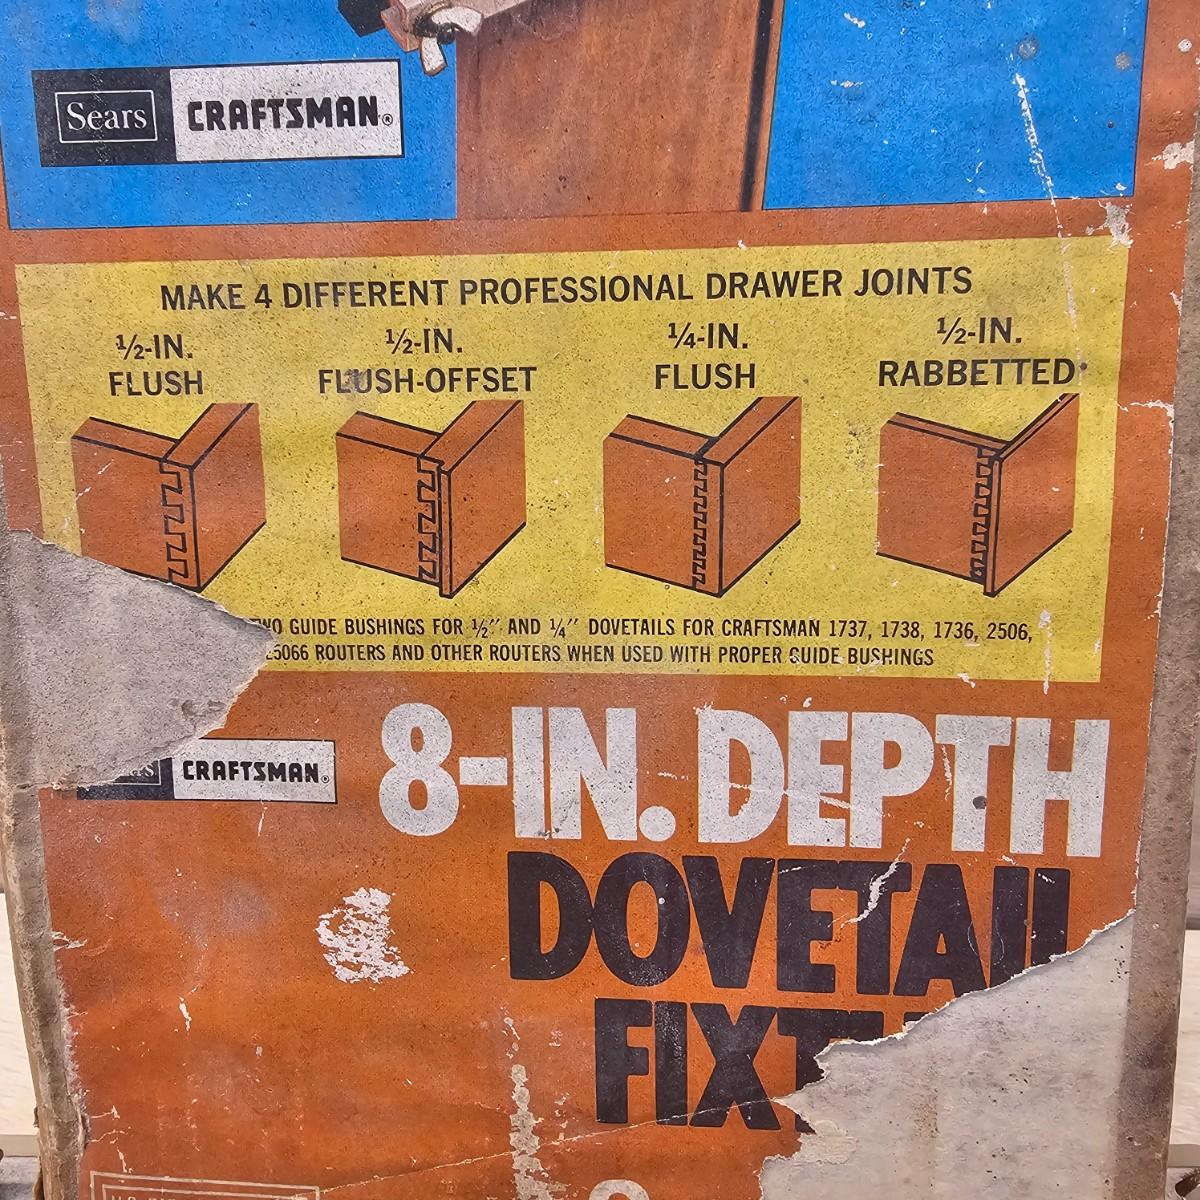 Sears CRAFTSMAN®
MAKE 4 DIFFERENT PROFESSIONAL DRAWER JOINTS
½-IN. FLUSH
½-IN. FLUSH-OFFSET
¼-IN. FLUSH
½-IN. RABBETTED
GUIDE BUSHINGS FOR ½″ AND ¼″ DOVETAILS FOR CRAFTSMAN 1737, 1738, 1736, 2506,
ROUTERS AND OTHER ROUTERS WHEN USED WITH PROPER GUIDE BUSHINGS
CRAFTSMAN®
8-IN. DEPTH
DOVETAIL